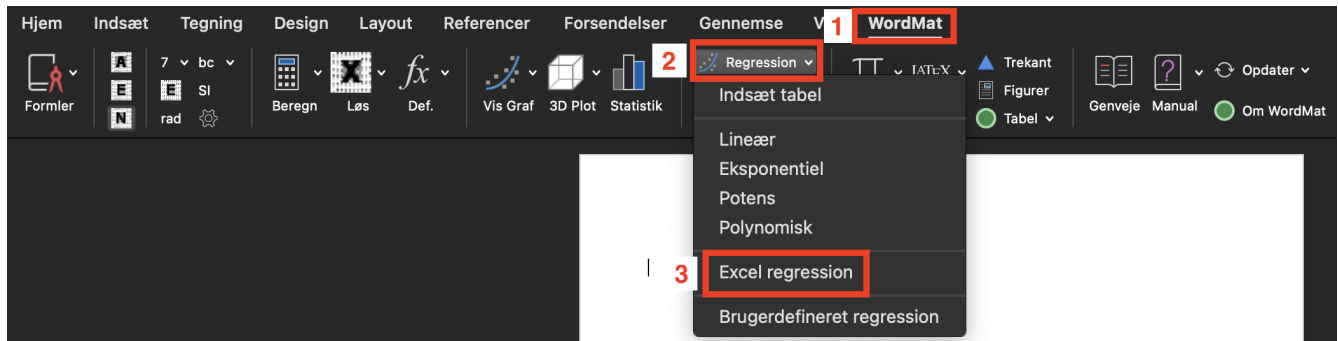 Hjem Indsæt Tegning Design Layout Referencer Forsendelser Gennemse V 1 WordMat
2 Regression
A 7 bc LATEX Trekant
E E SI Figurer
N rad Tabel
Formler Beregn Løs Def. Vis Graf 3D Plot Statistik Genveje Manual Opdater
Om WordMat
Indsæt tabel
Lineær
Eksponentiel
Potens
Polynomisk
3 Excel regression
Brugerdefineret regression